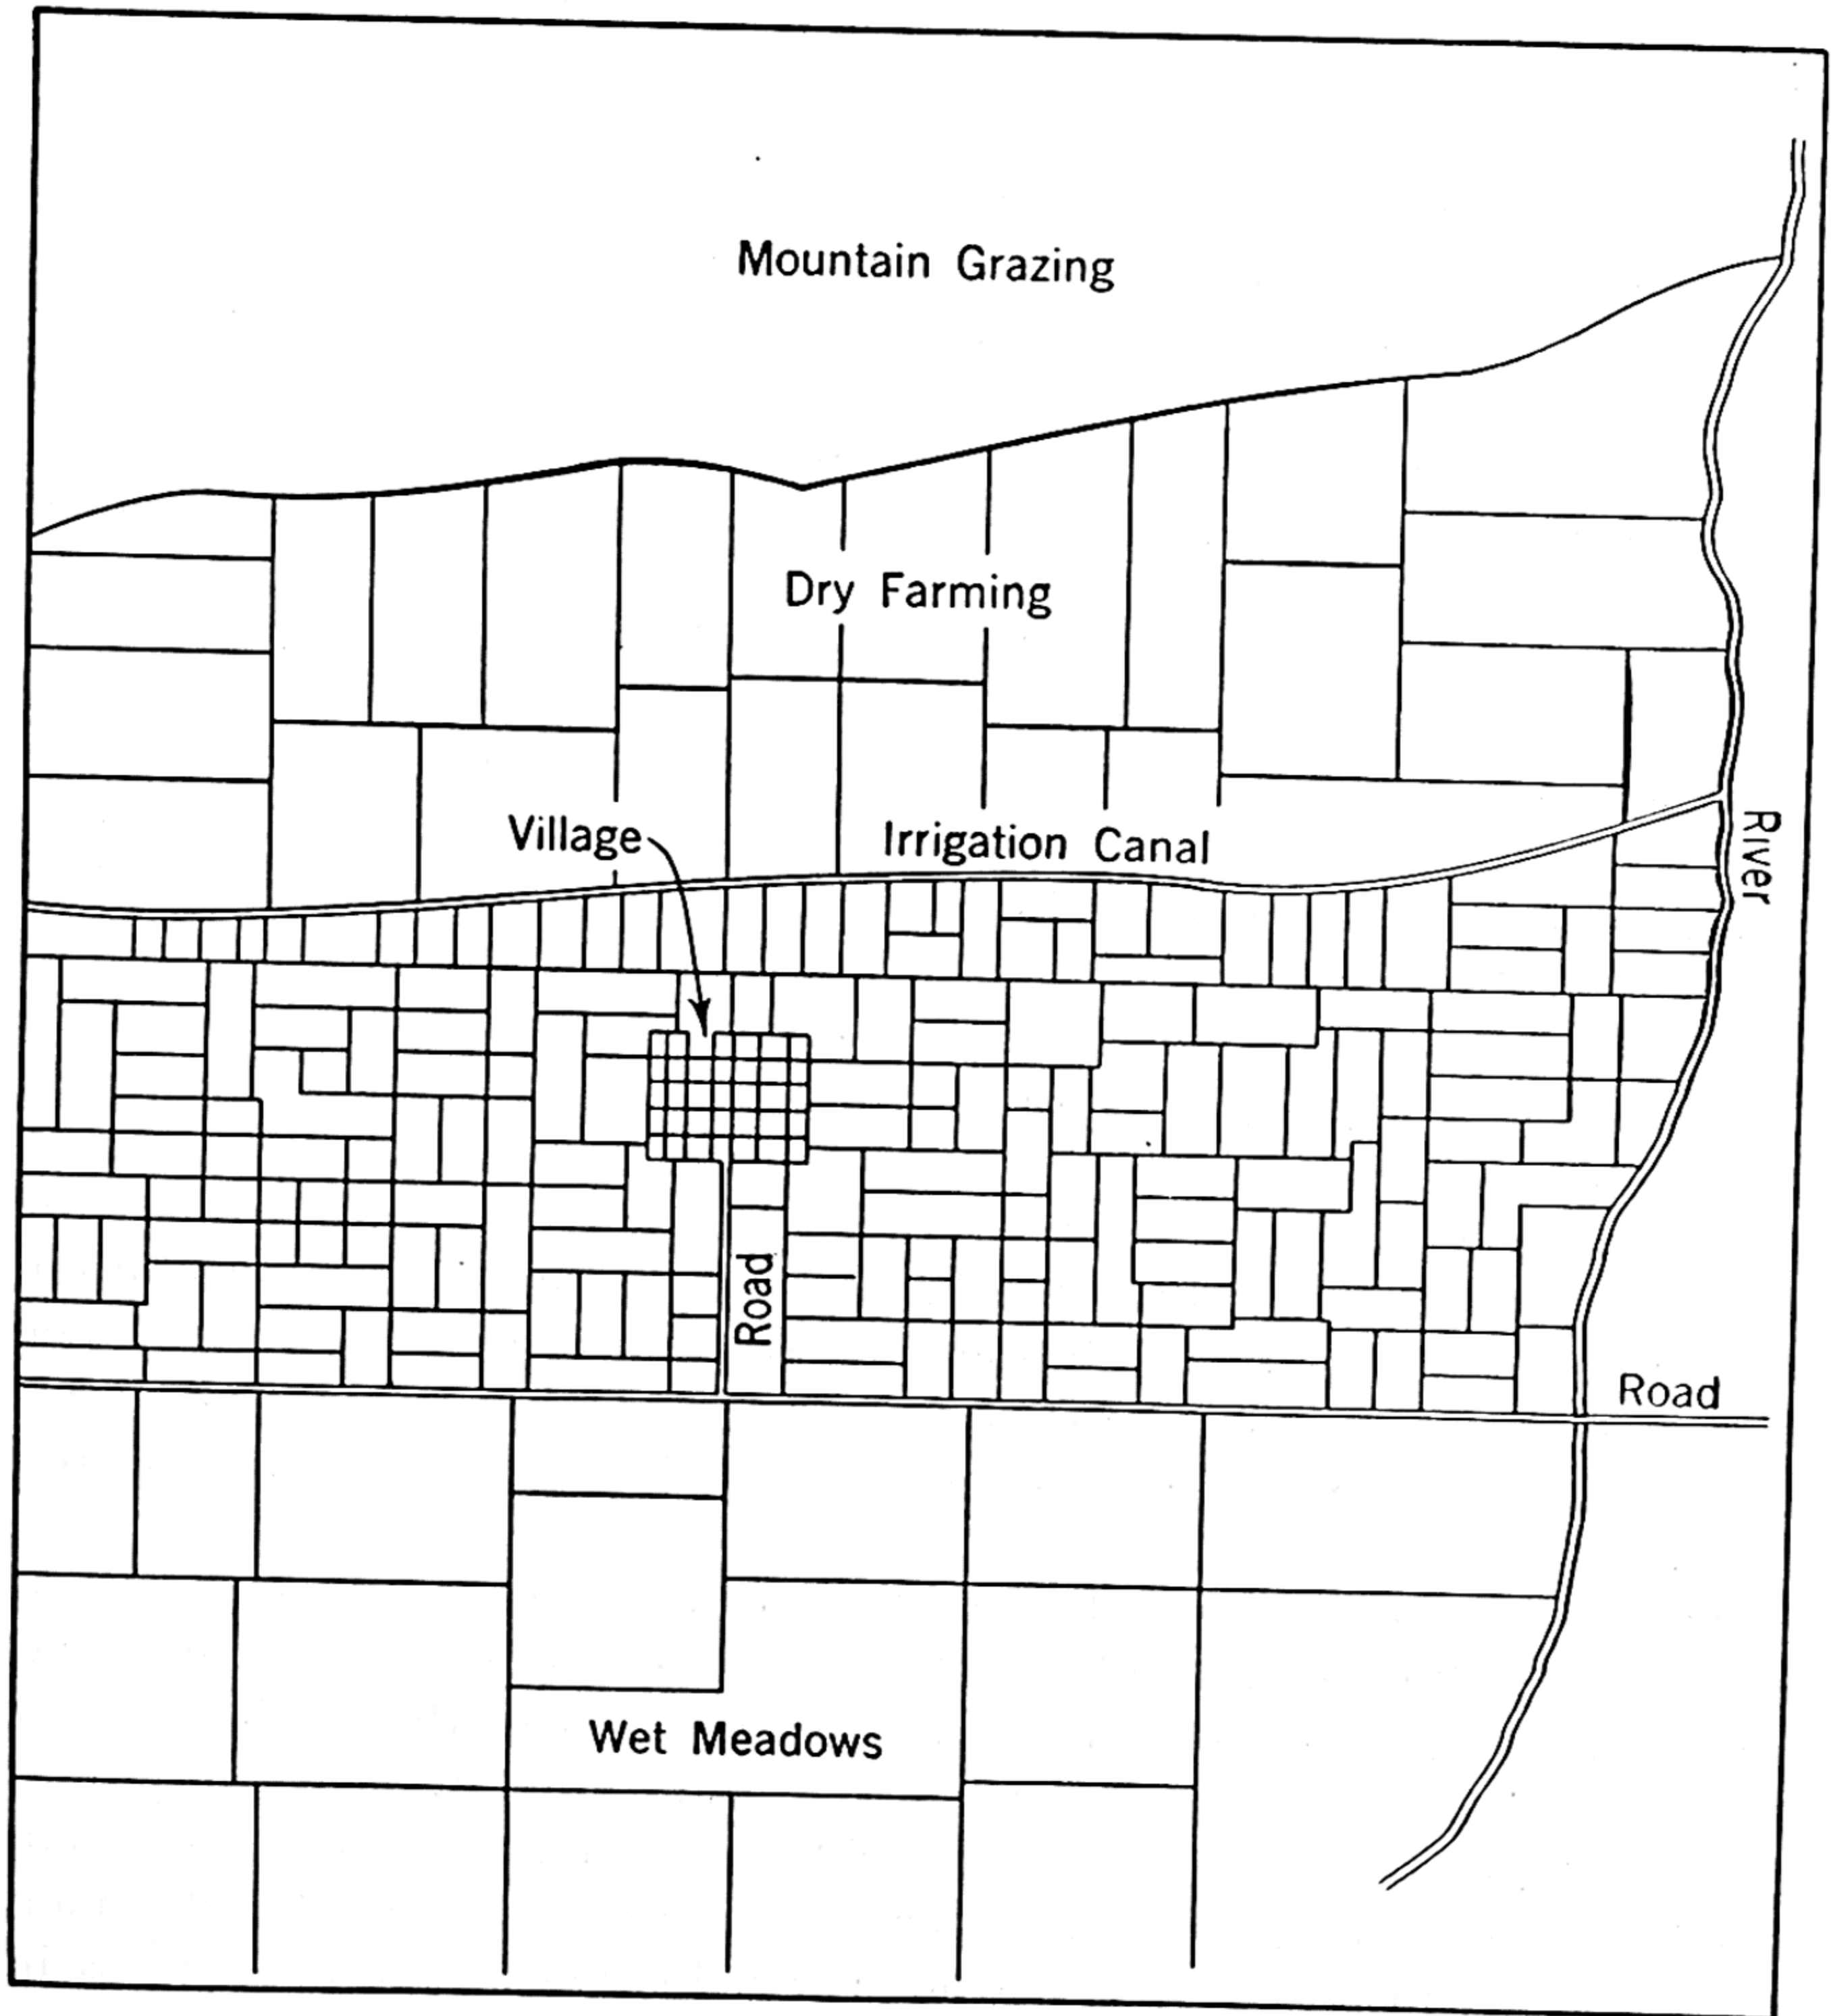 Mountain Grazing
Dry Farming
Village
Irrigation Canal
River
Road
Road
Wet Meadows